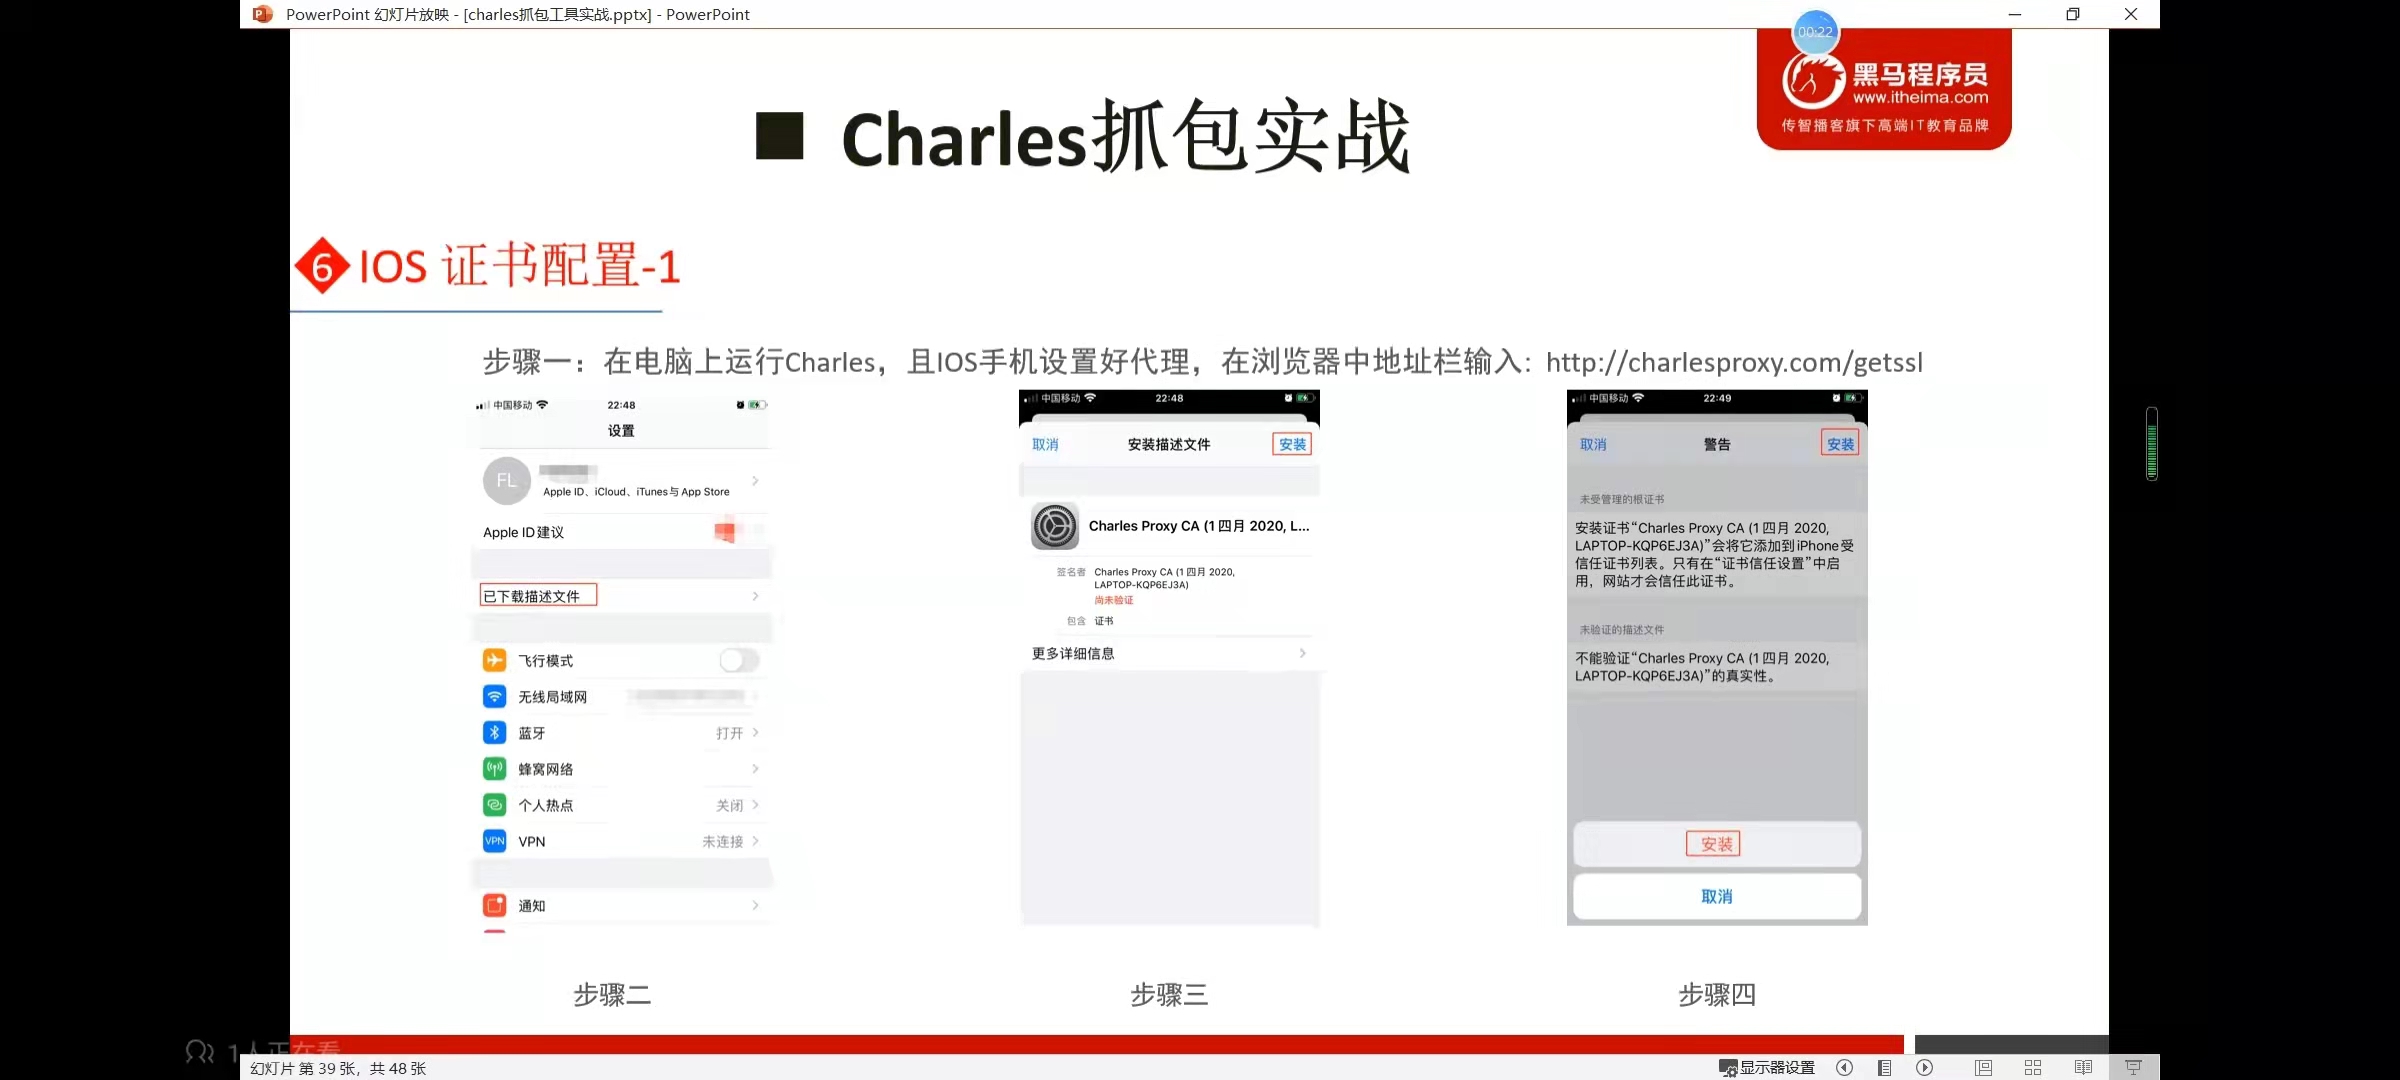 PowerPoint 幻灯片放映 - [charles抓包工具实战.pptx] - PowerPoint
00:22
黑马程序员
www.itheima.com
传智播客旗下高端IT教育品牌
■ Charles抓包实战
6 IOS 证书配置-1
步骤一：在电脑上运行Charles，且IOS手机设置好代理，在浏览器中地址栏输入: http://charlesproxy.com/getssl
中国移动 22:48
设置
FL
Apple ID、iCloud、iTunes与App Store
Apple ID建议
已下载描述文件
飞行模式
无线局域网
蓝牙 打开
蜂窝网络
个人热点 关闭
VPN VPN 未连接
通知
步骤二
中国移动 22:48
取消 安装描述文件 安装
Charles Proxy CA (1 四月 2020, L...
签名者 Charles Proxy CA (1 四月 2020,
LAPTOP-KQP6EJ3A)
尚未验证
包含 证书
更多详细信息
步骤三
中国移动 22:49
取消 警告 安装
未受管理的根证书
安装证书“Charles Proxy CA (1 四月 2020,
LAPTOP-KQP6EJ3A)”会将它添加到iPhone受
信任证书列表。只有在“证书信任设置”中启
用，网站才会信任此证书。
未验证的描述文件
不能验证“Charles Proxy CA (1 四月 2020,
LAPTOP-KQP6EJ3A)”的真实性。
安装
取消
步骤四
1人正在看
幻灯片 第 39 张，共 48 张
显示器设置